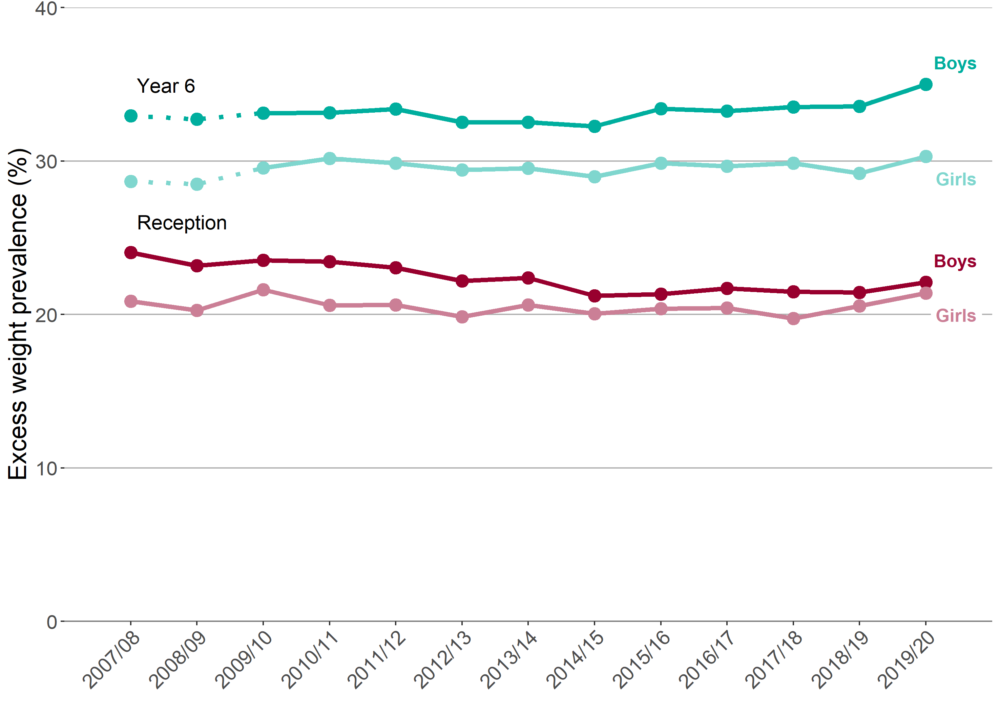 Excess weight prevalence (%)
40
30
20
10
0
Year 6
Boys
Girls
Reception
Boys
Girls
2007/08
2008/09
2009/10
2010/11
2011/12
2012/13
2013/14
2014/15
2015/16
2016/17
2017/18
2018/19
2019/20